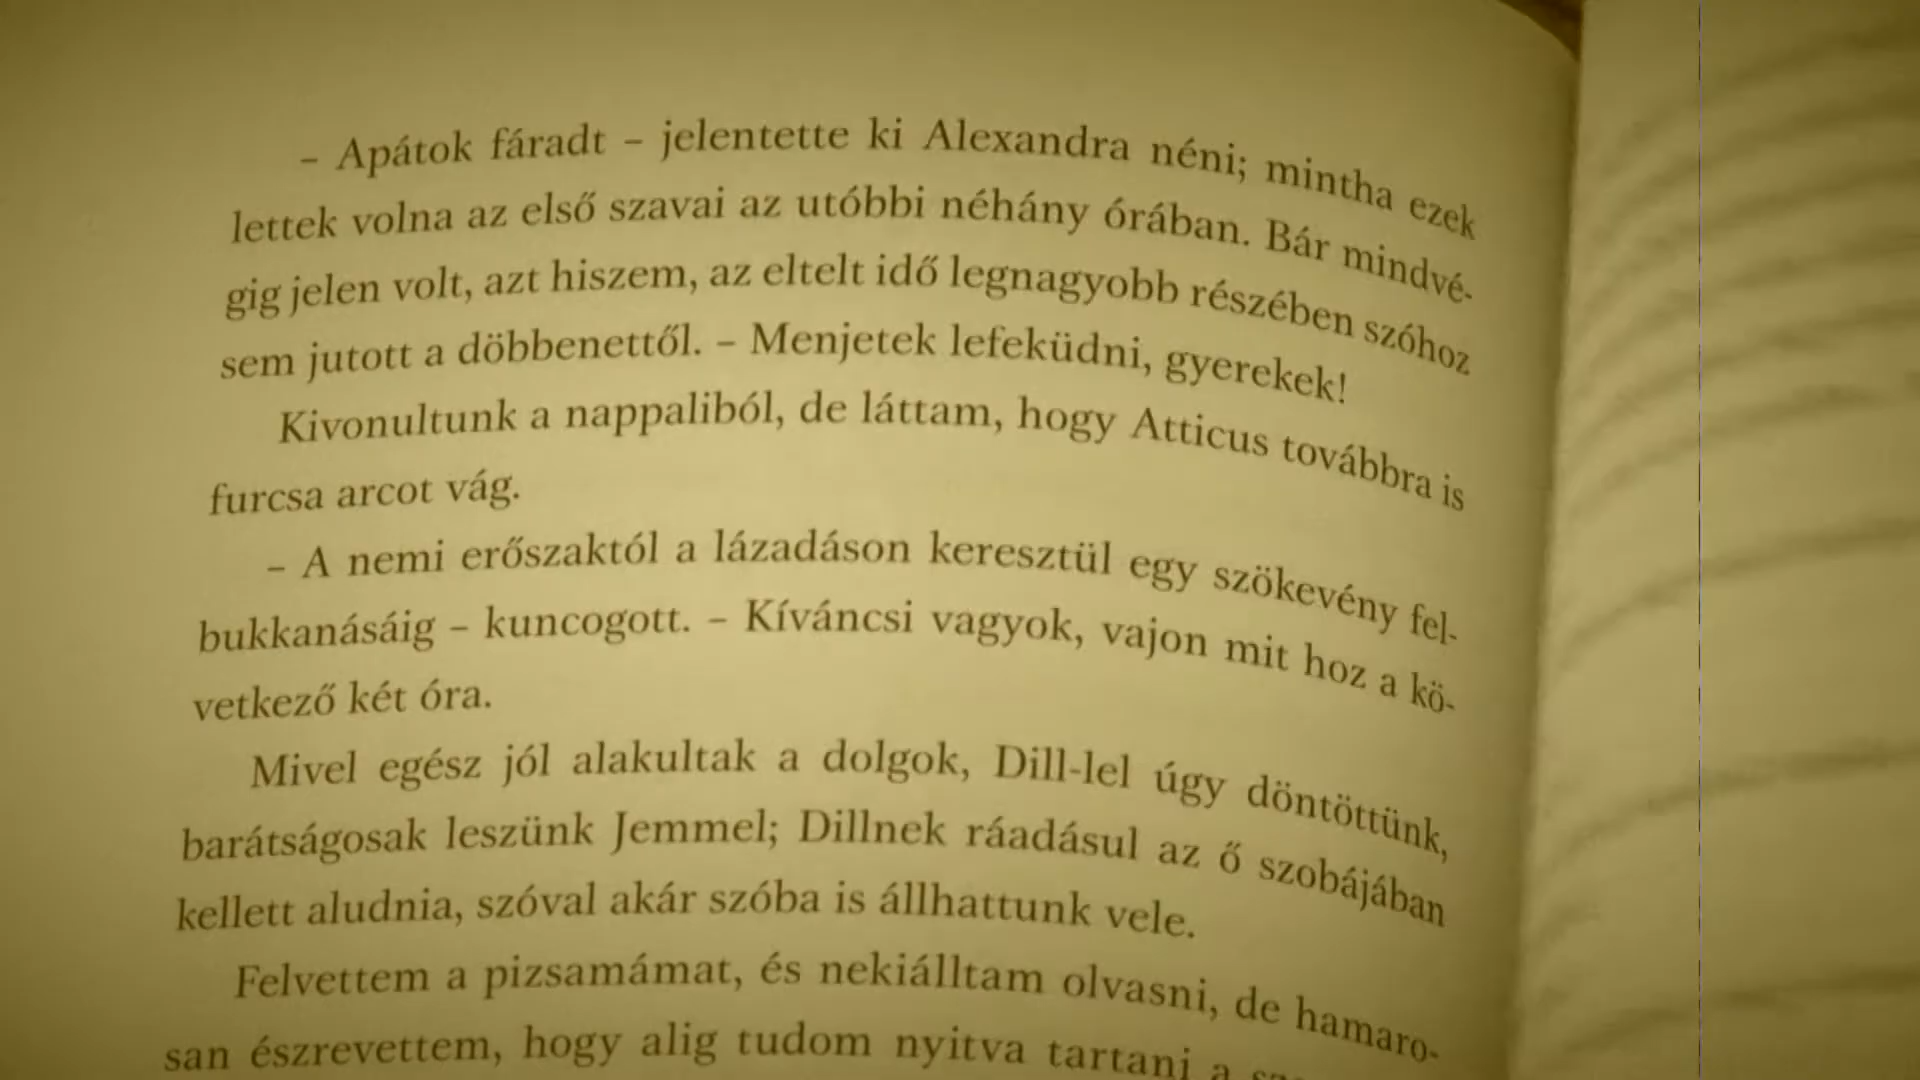 – Apátok fáradt – jelentette ki Alexandra néni; mintha ezek
lettek volna az első szavai az utóbbi néhány órában. Bár mindvé-
gig jelen volt, azt hiszem, az eltelt idő legnagyobb részében szóhoz
sem jutott a döbbenettől. – Menjetek lefeküdni, gyerekek!
Kivonultunk a nappaliból, de láttam, hogy Atticus továbbra is
furcsa arcot vág.
– A nemi erőszaktól a lázadáson keresztül egy szökevény fel-
bukkanásáig – kuncogott. – Kíváncsi vagyok, vajon mit hoz a kö-
vetkező két óra.
Mivel egész jól alakultak a dolgok, Dill-lel úgy döntöttünk,
barátságosak leszünk Jemmel; Dillnek ráadásul az ő szobájában
kellett aludnia, szóval akár szóba is állhattunk vele.
Felvettem a pizsamámat, és nekiálltam olvasni, de hamaro-
san észrevettem, hogy alig tudom nyitva tartani a